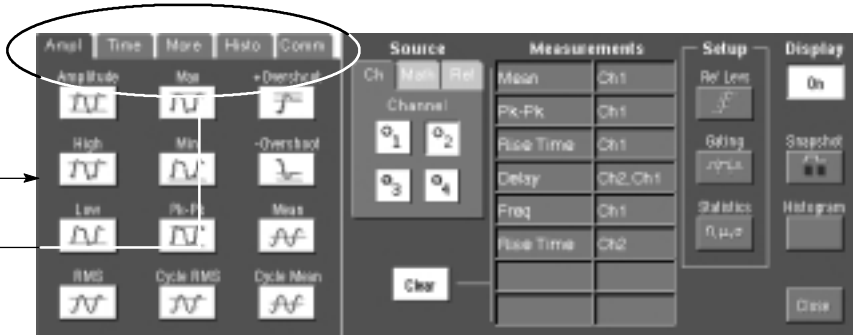 Ampl Time More Histo Comm
Amplitude Max +Overshoot
High Min -Overshoot
Low Pk-Pk Mean
RMS Cycle RMS Cycle Mean
Source
Ch Math Ref
Channel
1 2
3 4
Clear
Measurements
Mean Ch1
Pk-Pk Ch1
Rise Time Ch1
Delay Ch2,Ch1
Freq Ch1
Rise Time Ch2
Setup
Ref Levs
Gating
Statistics
n,μ,σ
Display
On
Snapshot
Histogram
Close